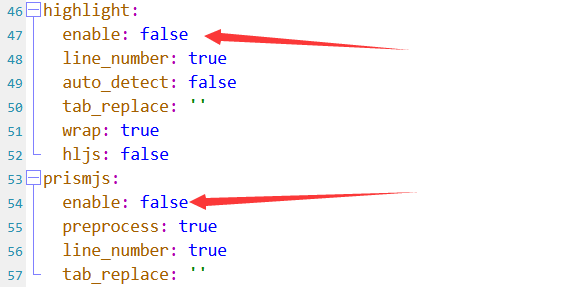 46 highlight:
47 enable: false
48 line_number: true
49 auto_detect: false
50 tab_replace: ''
51 wrap: true
52 hljs: false
53 prismjs:
54 enable: false
55 preprocess: true
56 line_number: true
57 tab_replace: ''